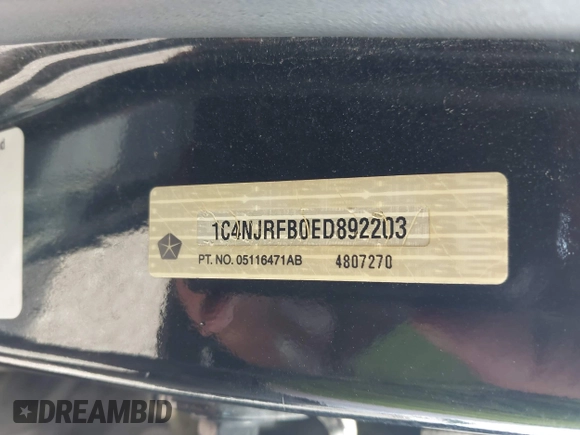 1C4NJRFB0ED892203
PT. NO. 05116471AB 4807270
DREAMBID